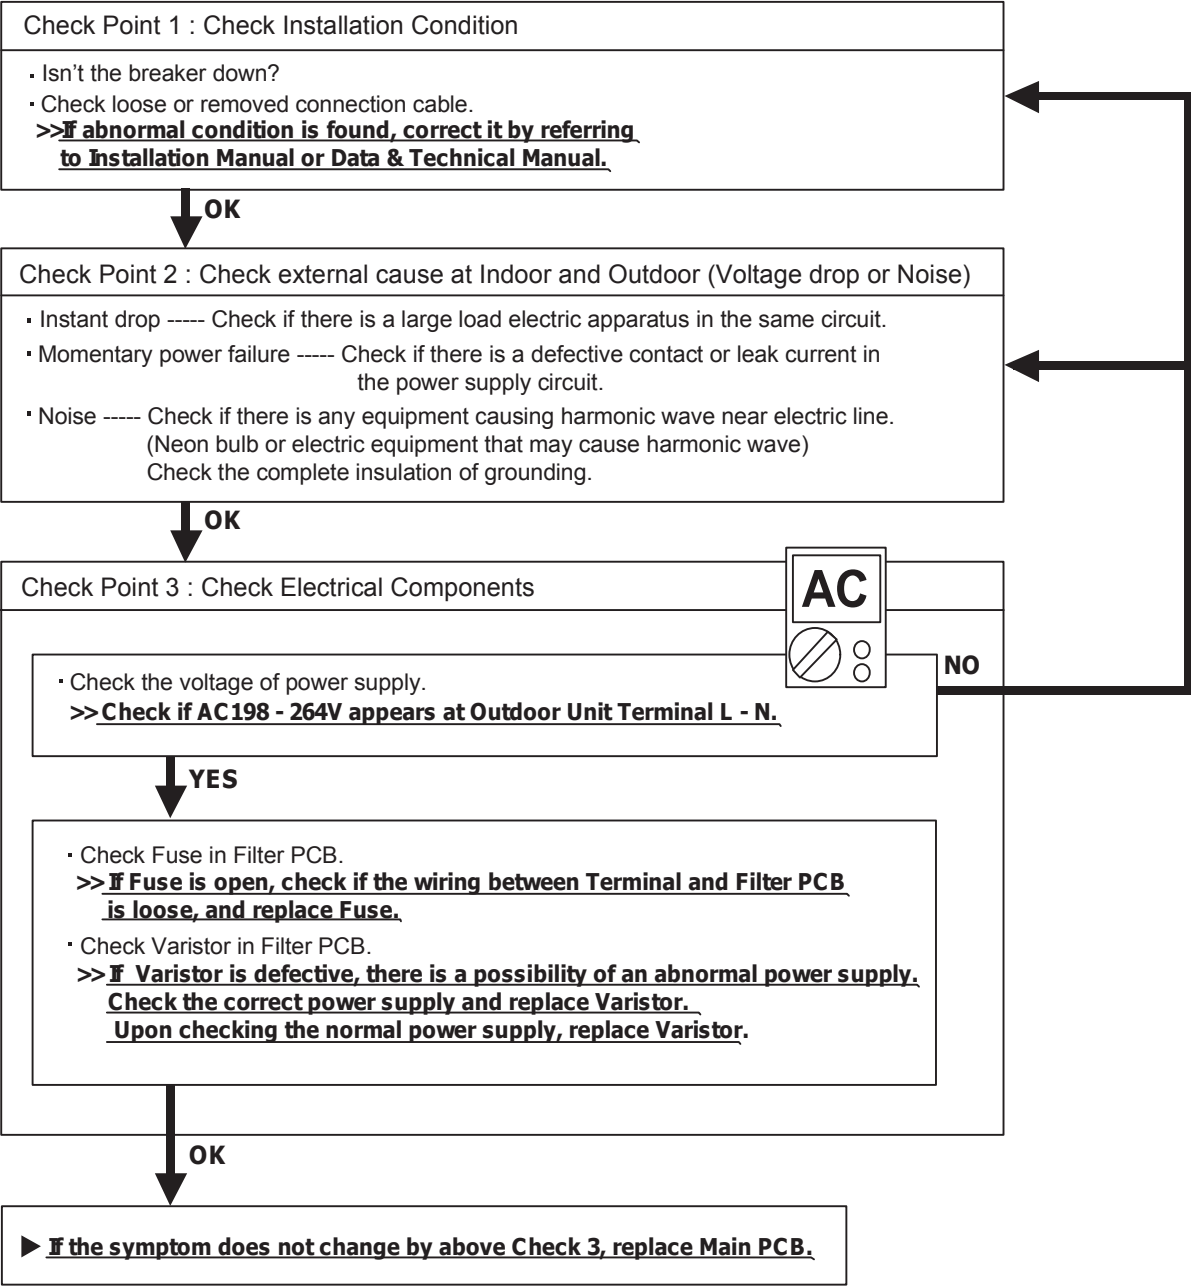 Check Point 1 : Check Installation Condition
· Isn't the breaker down?
· Check loose or removed connection cable.
>>If abnormal condition is found, correct it by referring
to Installation Manual or Data & Technical Manual.
OK
Check Point 2 : Check external cause at Indoor and Outdoor (Voltage drop or Noise)
· Instant drop ----- Check if there is a large load electric apparatus in the same circuit.
· Momentary power failure ----- Check if there is a defective contact or leak current in
the power supply circuit.
· Noise ----- Check if there is any equipment causing harmonic wave near electric line.
(Neon bulb or electric equipment that may cause harmonic wave)
Check the complete insulation of grounding.
OK
Check Point 3 : Check Electrical Components
AC
· Check the voltage of power supply.
>>Check if AC198 - 264V appears at Outdoor Unit Terminal L - N.
NO
YES
· Check Fuse in Filter PCB.
>>If Fuse is open, check if the wiring between Terminal and Filter PCB
is loose, and replace Fuse.
· Check Varistor in Filter PCB.
>>If Varistor is defective, there is a possibility of an abnormal power supply.
Check the correct power supply and replace Varistor.
Upon checking the normal power supply, replace Varistor.
OK
▶ If the symptom does not change by above Check 3, replace Main PCB.